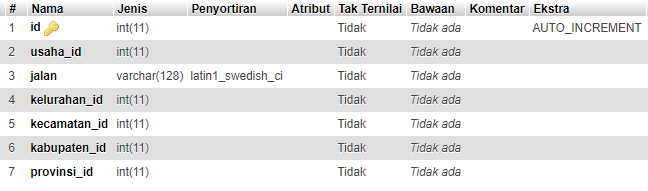 # Nama Jenis Penyortiran Atribut Tak Ternilai Bawaan Komentar Ekstra
1 id int(11) Tidak Tidak ada AUTO_INCREMENT
2 usaha_id int(11) Tidak Tidak ada
3 jalan varchar(128) latin1_swedish_ci Tidak Tidak ada
4 kelurahan_id int(11) Tidak Tidak ada
5 kecamatan_id int(11) Tidak Tidak ada
6 kabupaten_id int(11) Tidak Tidak ada
7 provinsi_id int(11) Tidak Tidak ada